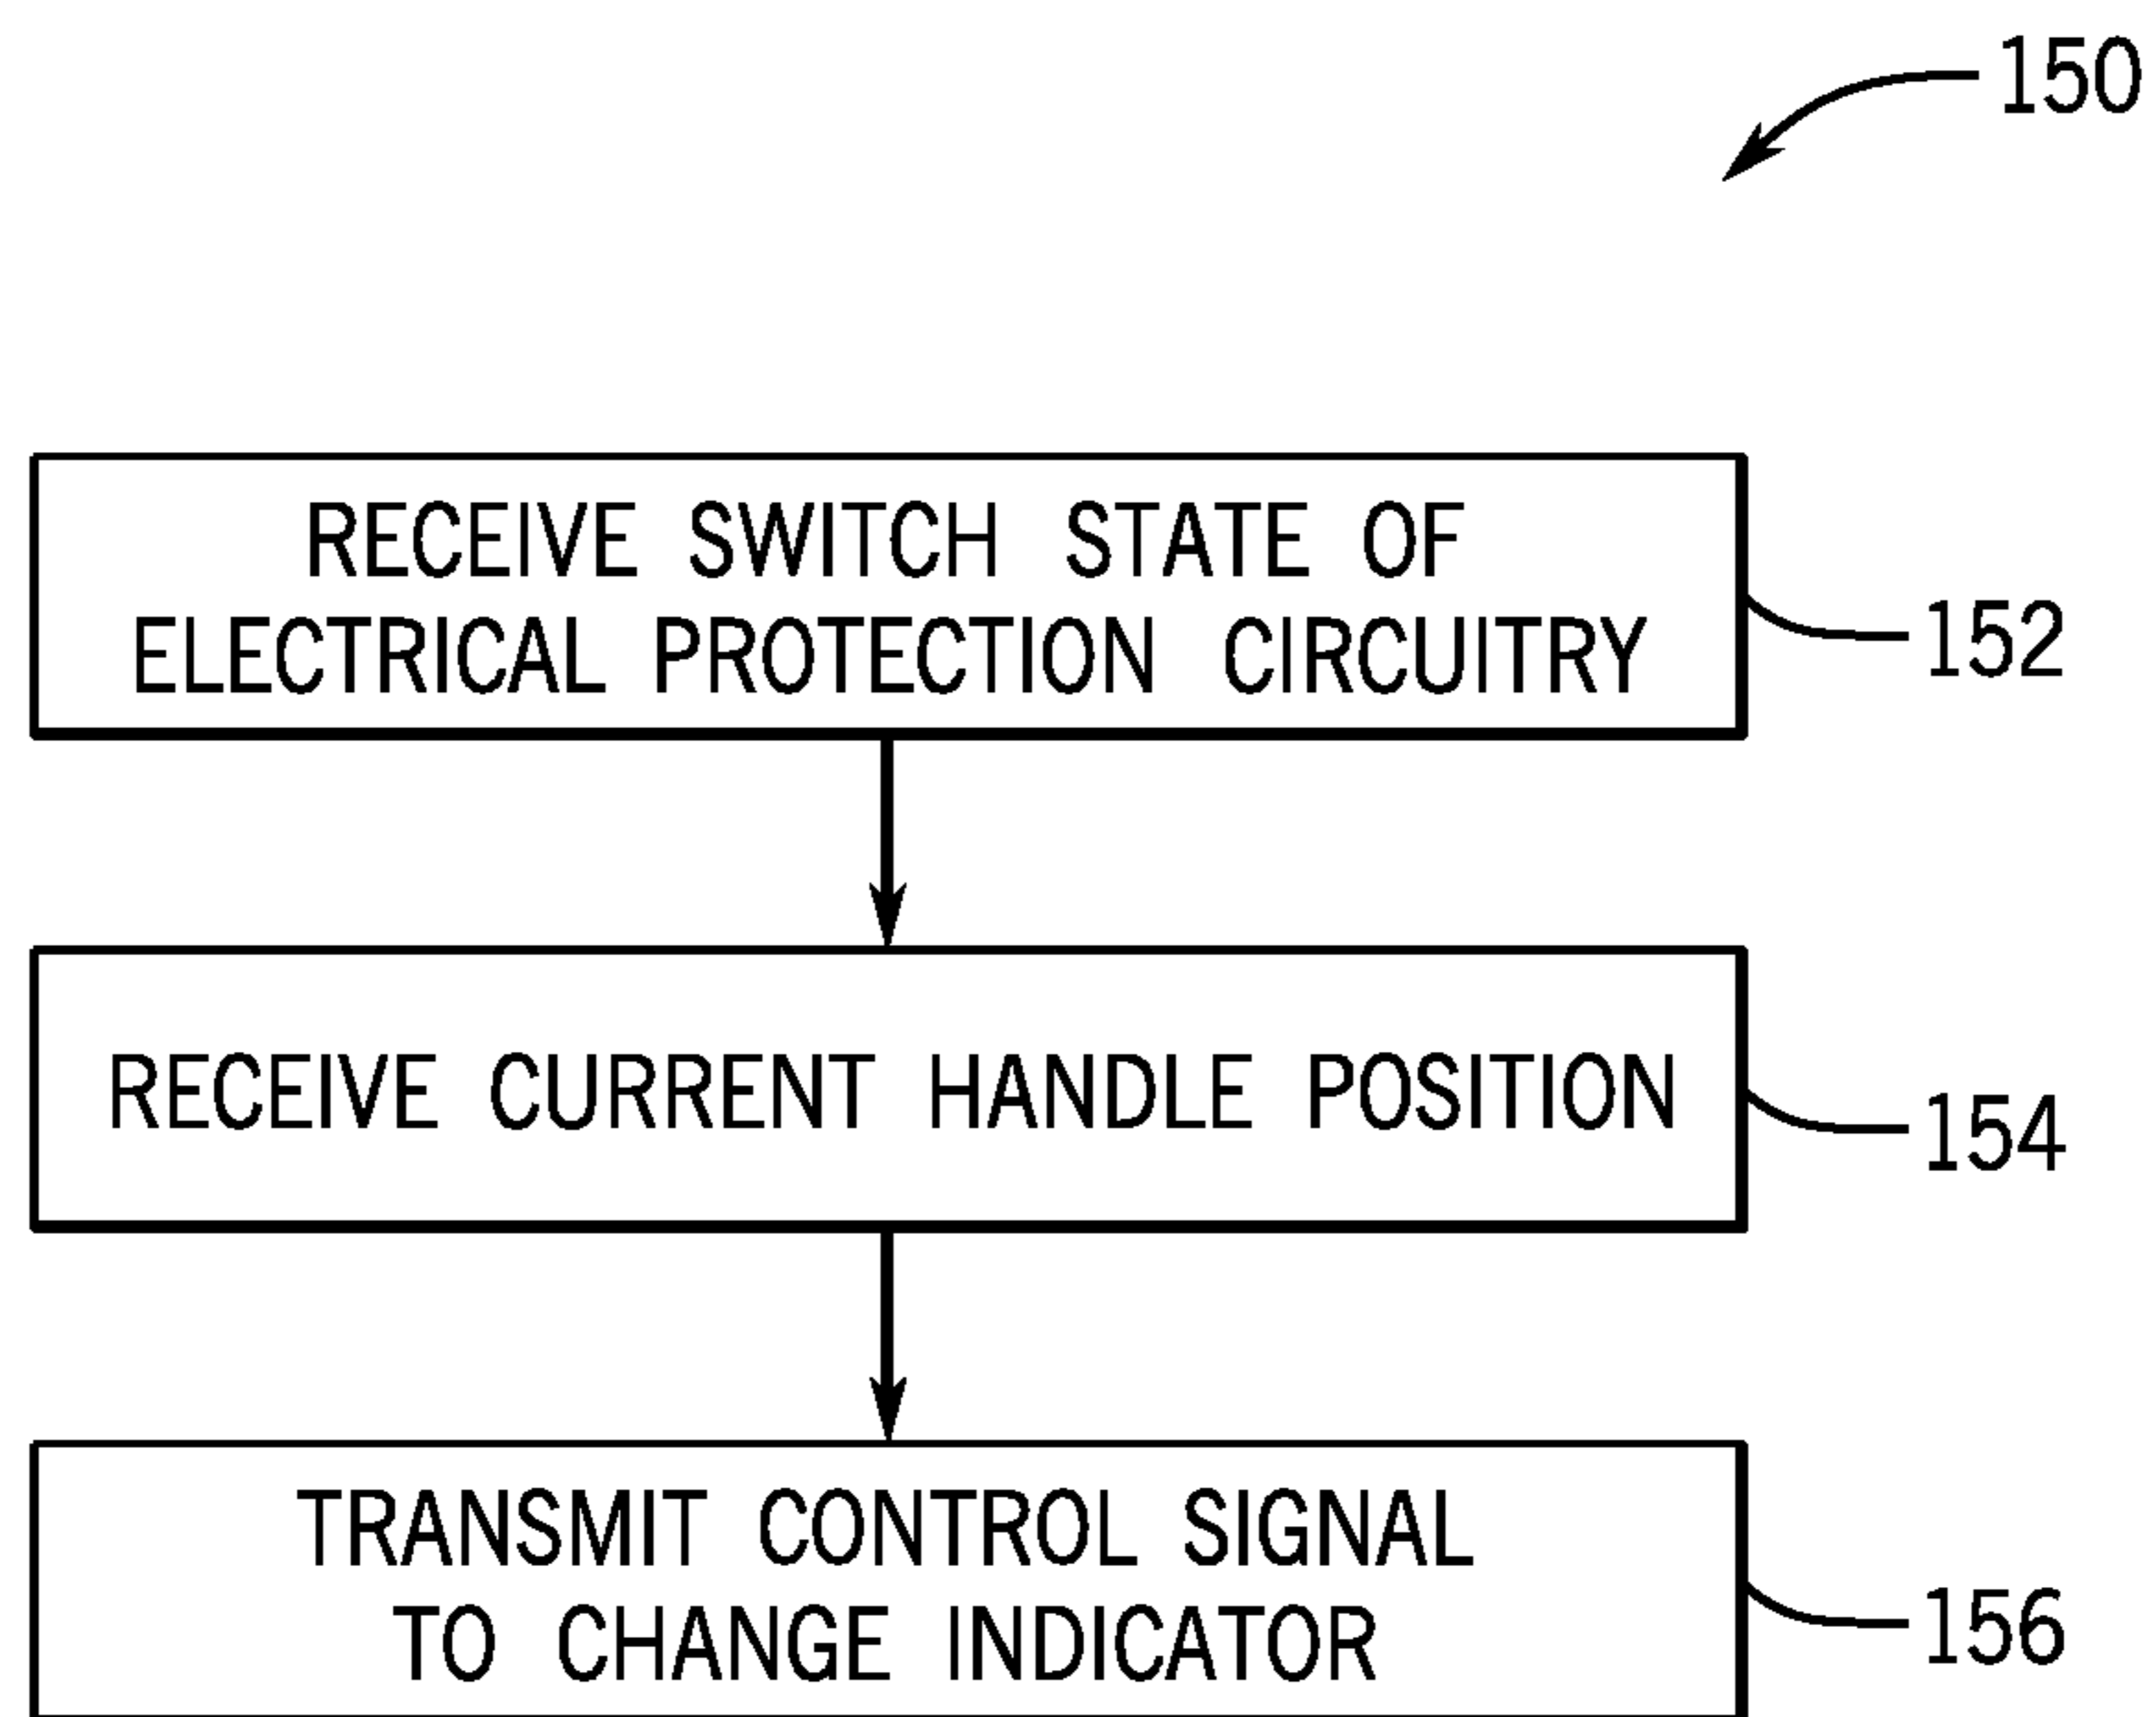 150
RECEIVE SWITCH STATE OF
ELECTRICAL PROTECTION CIRCUITRY
152
RECEIVE CURRENT HANDLE POSITION
154
TRANSMIT CONTROL SIGNAL
TO CHANGE INDICATOR
156